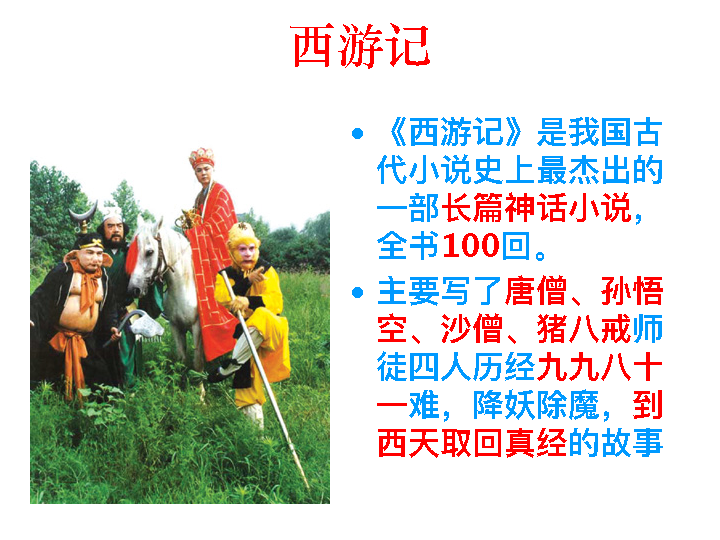 西游记
• 《西游记》是我国古
代小说史上最杰出的
一部长篇神话小说，
全书100回。
• 主要写了唐僧、孙悟
空、沙僧、猪八戒师
徒四人历经九九八十
一难，降妖除魔，到
西天取回真经的故事